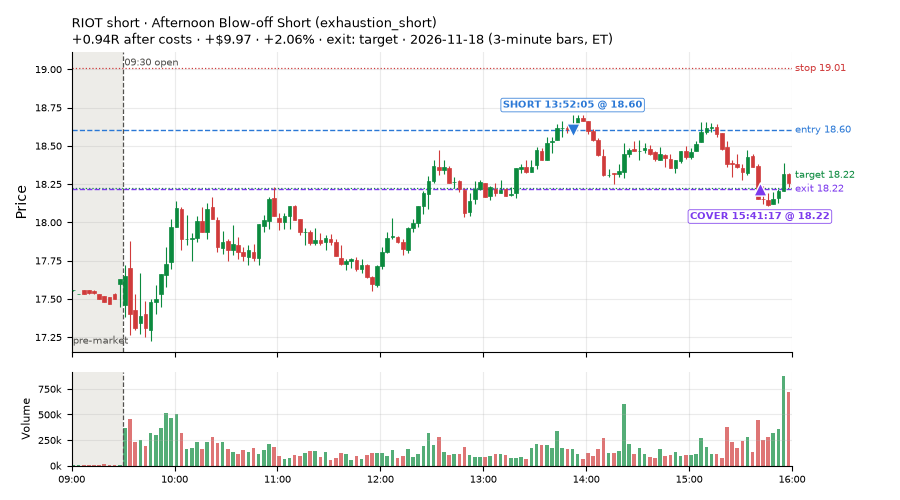 RIOT short · Afternoon Blow-off Short (exhaustion_short)
+0.94R after costs · +$9.97 · +2.06% · exit: target · 2026-11-18 (3-minute bars, ET)
09:30 open
stop 19.01
SHORT 13:52:05 @ 18.60
entry 18.60
target 18.22
exit 18.22
COVER 15:41:17 @ 18.22
pre-market
Price
19.00
18.75
18.50
18.25
18.00
17.75
17.50
17.25
Volume
750k
500k
250k
0k
09:00
10:00
11:00
12:00
13:00
14:00
15:00
16:00